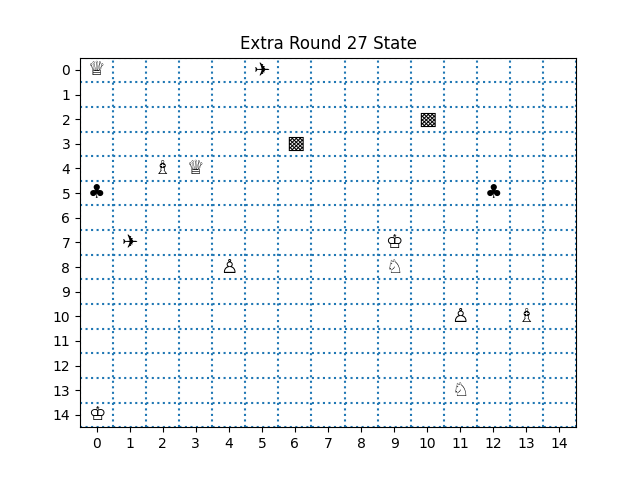 Extra Round 27 State
0 ♕ ✈
1
2 ▩
3 ▩
4 ♗ ♕
5 ♣ ♣
6
7 ✈ ♔
8 ♙ ♘
9
10 ♙ ♗
11
12
13 ♘
14 ♔
0 1 2 3 4 5 6 7 8 9 10 11 12 13 14